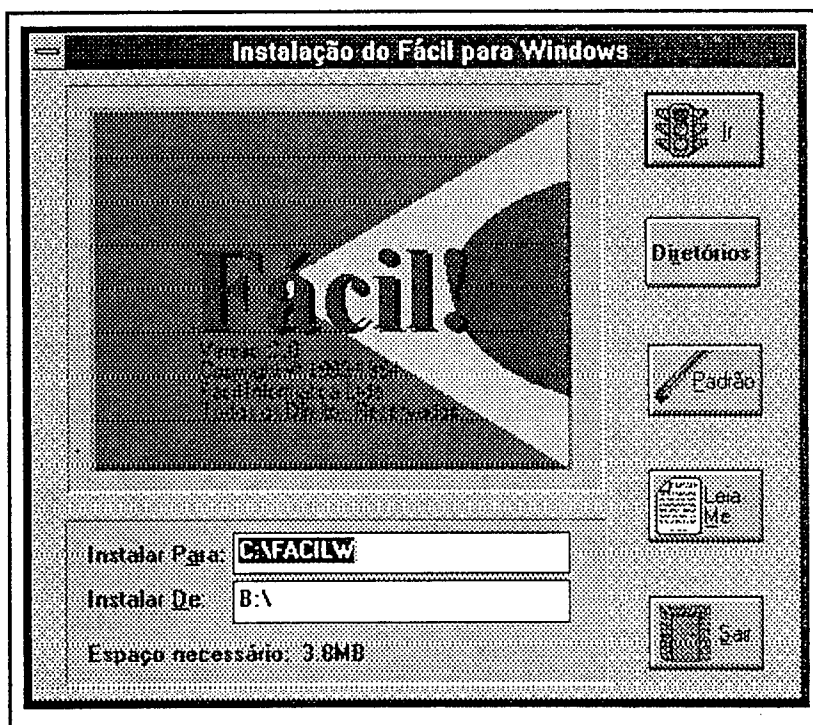 Instalação do Fácil para Windows
Ir
Diretórios
Fácil!
Padrão
Leia
Me
Instalar Para: C:\FACILW
Instalar De: B:\
Espaço necessário: 3.8MB
Sair